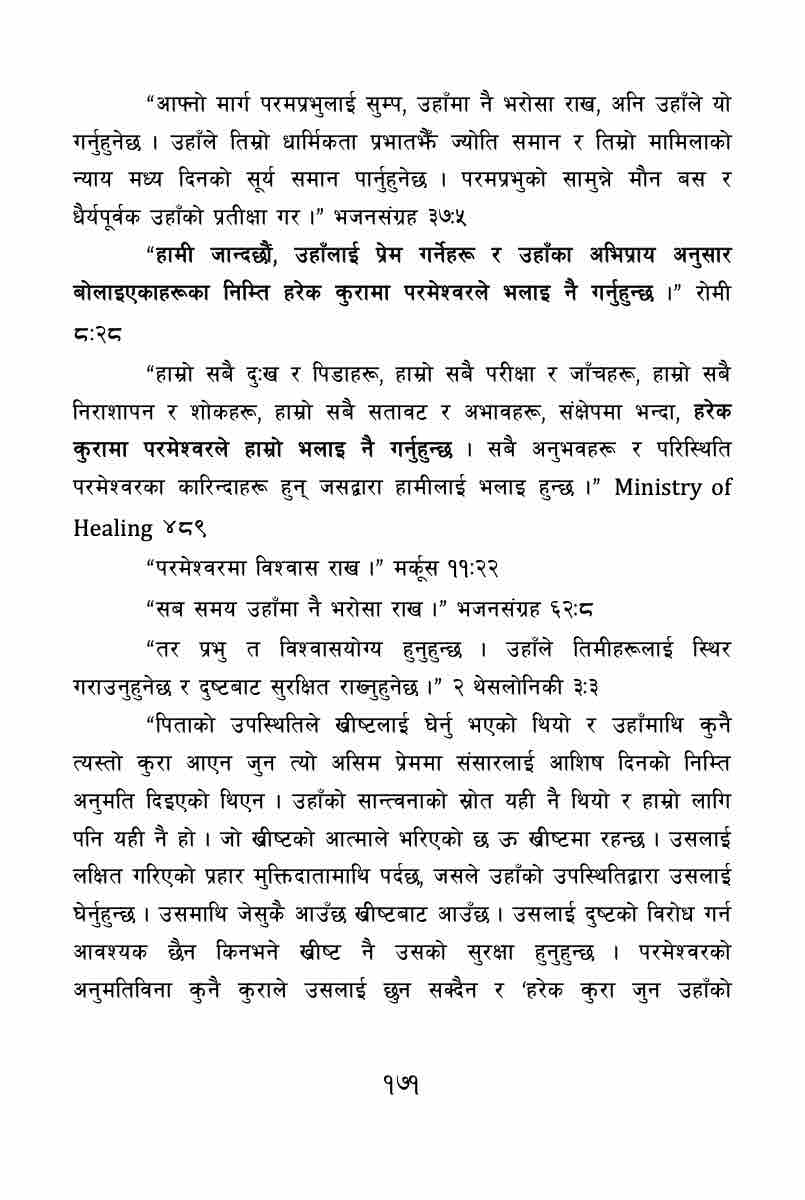 “आफ्नो मार्ग परमप्रभुलाई सुम्प, उहाँमा नै भरोसा राख, अनि उहाँले यो
गर्नुहुनेछ । उहाँले तिम्रो धार्मिकता प्रभातझैँ ज्योति समान र तिम्रो मामिलाको
न्याय मध्य दिनको सूर्य समान पार्नुहुनेछ । परमप्रभुको सामुन्ने मौन बस र
धैर्यपूर्वक उहाँको प्रतीक्षा गर ।” भजनसंग्रह ३७:५
“हामी जान्दछौं, उहाँलाई प्रेम गर्नेहरू र उहाँका अभिप्राय अनुसार
बोलाइएकाहरूका निम्ति हरेक कुरामा परमेश्वरले भलाइ नै गर्नुहुन्छ ।” रोमी
८:२८
“हाम्रो सबै दु:ख र पिडाहरू, हाम्रो सबै परीक्षा र जाँचहरू, हाम्रो सबै
निराशापन र शोकहरू, हाम्रो सबै सतावट र अभावहरू, संक्षेपमा भन्दा, हरेक
कुरामा परमेश्वरले हाम्रो भलाइ नै गर्नुहुन्छ । सबै अनुभवहरू र परिस्थिति
परमेश्वरका कारिन्दाहरू हुन् जसद्वारा हामीलाई भलाइ हुन्छ ।” Ministry of
Healing ४८९
“परमेश्वरमा विश्वास राख ।” मर्कूस ११:२२
“सब समय उहाँमा नै भरोसा राख ।” भजनसंग्रह ६२:८
“तर प्रभु त विश्वासयोग्य हुनुहुन्छ । उहाँले तिमीहरूलाई स्थिर
गराउनुहुनेछ र दुष्टबाट सुरक्षित राख्नुहुनेछ ।” २ थेसलोनिकी ३:३
“पिताको उपस्थितिले ख्रीष्टलाई घेर्नु भएको थियो र उहाँमाथि कुनै
त्यस्तो कुरा आएन जुन त्यो असिम प्रेममा संसारलाई आशिष दिनको निम्ति
अनुमति दिइएको थिएन । उहाँको सान्त्वनाको स्रोत यही नै थियो र हाम्रो लागि
पनि यही नै हो । जो ख्रीष्टको आत्माले भरिएको छ ऊ ख्रीष्टमा रहन्छ । उसलाई
लक्षित गरिएको प्रहार मुक्तिदातामाथि पर्दछ, जसले उहाँको उपस्थितिद्वारा उसलाई
घेर्नुहुन्छ । उसमाथि जेसुकै आउँछ ख्रीष्टबाट आउँछ । उसलाई दुष्टको विरोध गर्न
आवश्यक छैन किनभने ख्रीष्ट नै उसको सुरक्षा हुनुहुन्छ । परमेश्वरको
अनुमतिविना कुनै कुराले उसलाई छुन सक्दैन र ‘हरेक कुरा जुन उहाँको
१७१